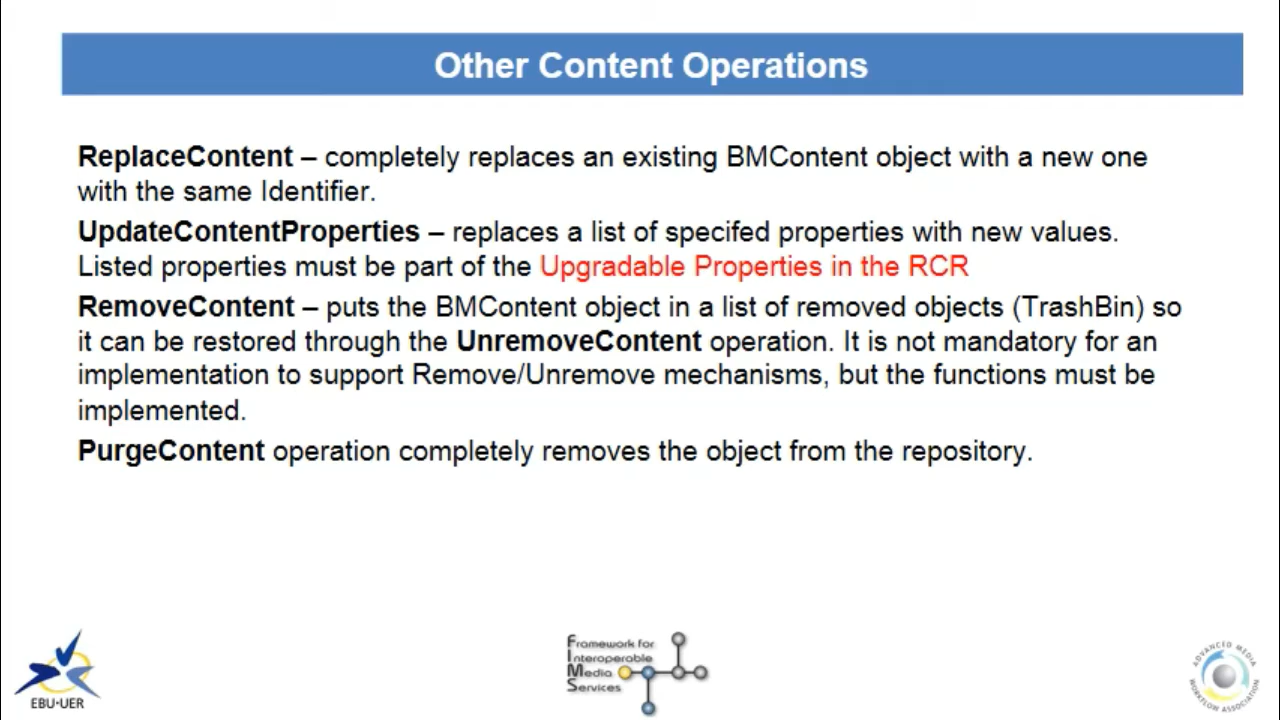 Other Content Operations
ReplaceContent – completely replaces an existing BMContent object with a new one
with the same Identifier.
UpdateContentProperties – replaces a list of specifed properties with new values.
Listed properties must be part of the Upgradable Properties in the RCR
RemoveContent – puts the BMContent object in a list of removed objects (TrashBin) so
it can be restored through the UnremoveContent operation. It is not mandatory for an
implementation to support Remove/Unremove mechanisms, but the functions must be
implemented.
PurgeContent operation completely removes the object from the repository.
EBU·UER
Framework for
Interoperable
Media
Services
ADVANCED MEDIA
WORKFLOW ASSOCIATION